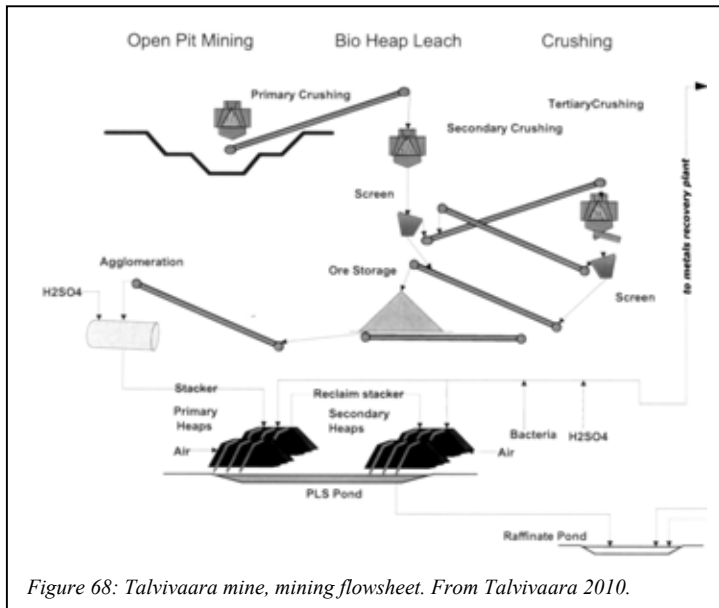 Open Pit Mining
Bio Heap Leach
Crushing
Primary Crushing
TertiaryCrushing
Secondary Crushing
Screen
to metals recovery plant
Agglomeration
Ore Storage
H2SO4
Screen
Stacker
Reclaim stacker
Primary
Heaps
Secondary
Heaps
Air
Air
Bacteria
H2SO4
PLS Pond
Raffinate Pond
Figure 68: Talvivaara mine, mining flowsheet. From Talvivaara 2010.